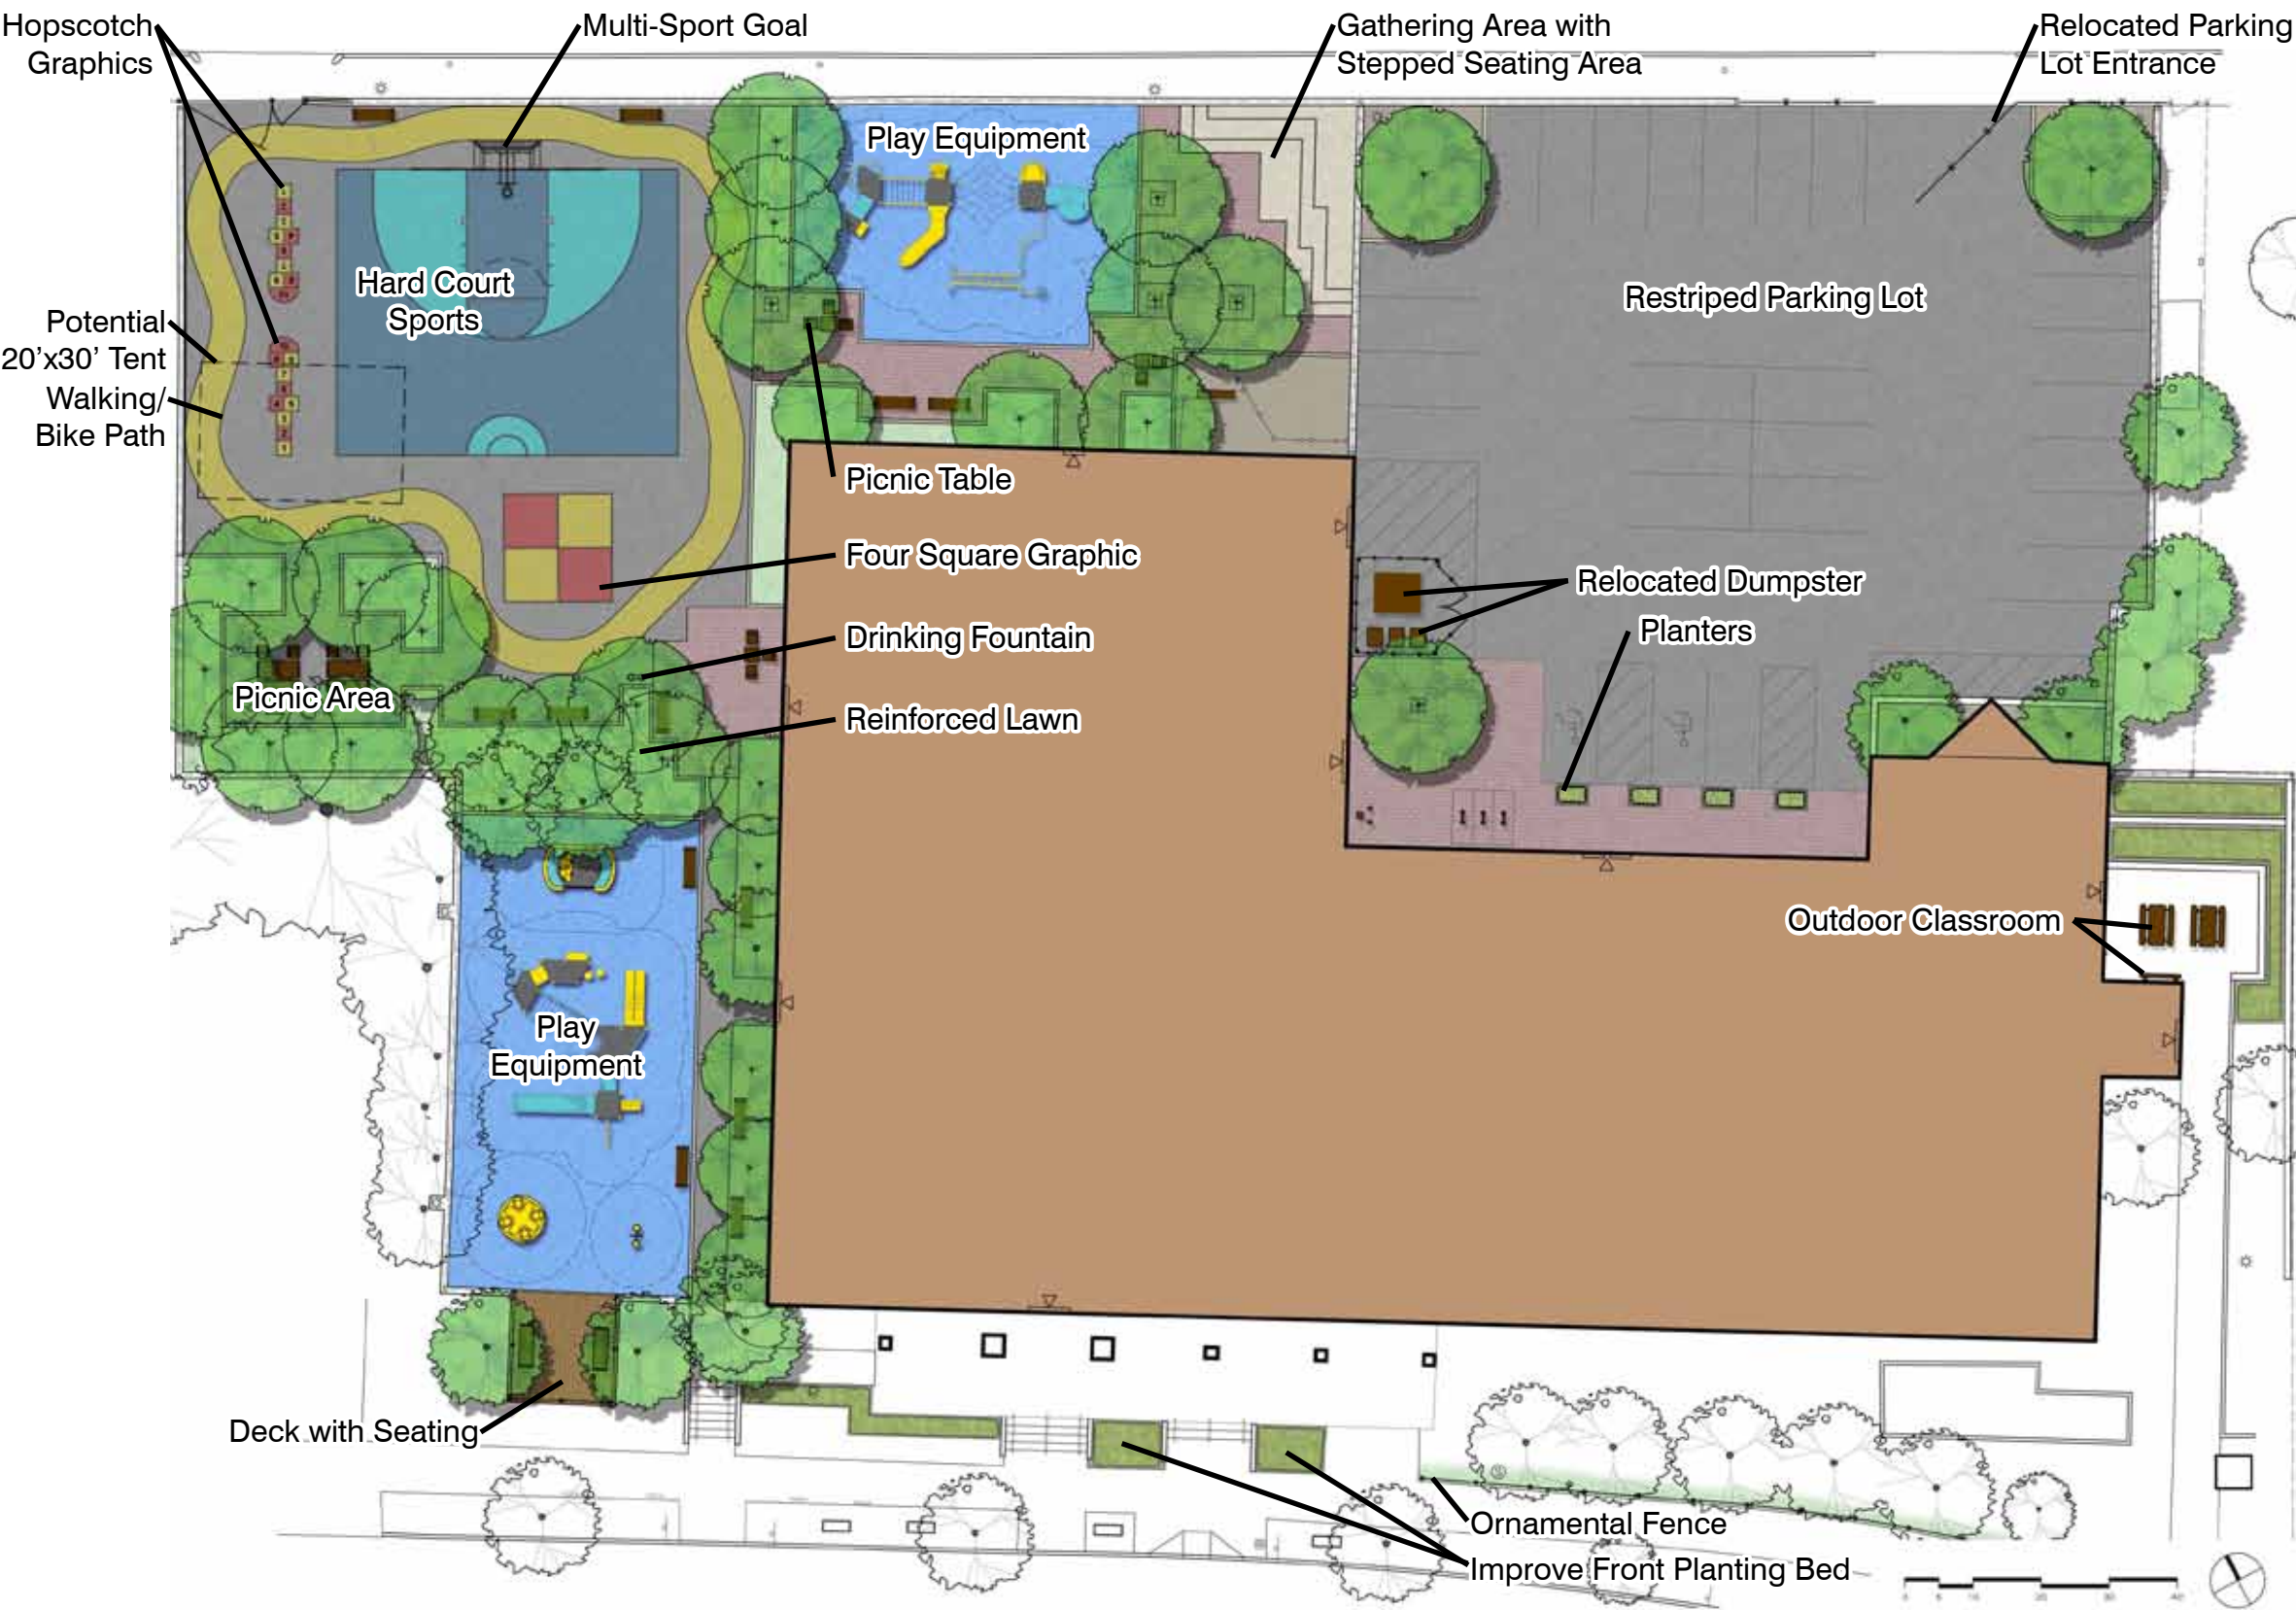 Hopscotch
Graphics
Multi-Sport Goal
Gathering Area with
Stepped Seating Area
Relocated Parking
Lot Entrance
Play Equipment
Hard Court
Sports
Restriped Parking Lot
Potential
20’x30’ Tent
Walking/
Bike Path
Picnic Table
Four Square Graphic
Relocated Dumpster
Planters
Drinking Fountain
Picnic Area
Reinforced Lawn
Outdoor Classroom
Play
Equipment
Deck with Seating
Ornamental Fence
Improve Front Planting Bed